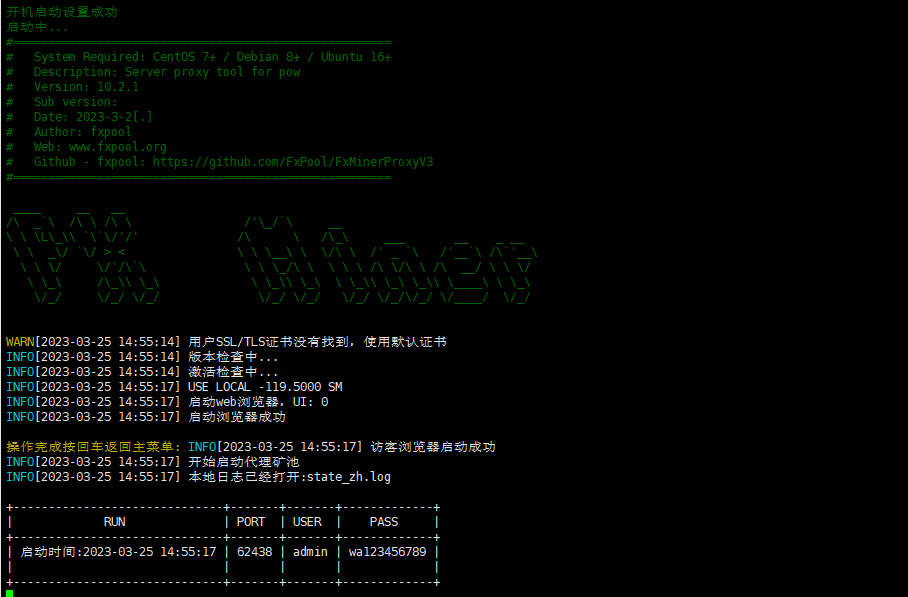 开机启动设置成功
启动中...
#======================================================
#   System Required: CentOS 7+ / Debian 8+ / Ubuntu 16+
#   Description: Server proxy tool for pow
#   Version: 10.2.1
#   Sub version:
#   Date: 2023-3-2[.]
#   Author: fxpool
#   Web: www.fxpool.org
#   Github - fxpool: https://github.com/FxPool/FxMinerProxyV3
#======================================================
Fx Miner
WARN[2023-03-25 14:55:14] 用户SSL/TLS证书没有找到, 使用默认证书
INFO[2023-03-25 14:55:14] 版本检查中...
INFO[2023-03-25 14:55:14] 激活检查中...
INFO[2023-03-25 14:55:17] USE LOCAL -119.5000 SM
INFO[2023-03-25 14:55:17] 启动web浏览器, UI: 0
INFO[2023-03-25 14:55:17] 启动浏览器成功
操作完成按回车返回主菜单: INFO[2023-03-25 14:55:17] 访客浏览器启动成功
INFO[2023-03-25 14:55:17] 开始启动代理矿池
INFO[2023-03-25 14:55:17] 本地日志已经打开:state_zh.log
+------------------------------+-------+-------+-------------+
| RUN | PORT | USER | PASS |
+------------------------------+-------+-------+-------------+
| 启动时间:2023-03-25 14:55:17 | 62438 | admin | wa123456789 |
| | | | |
+------------------------------+-------+-------+-------------+